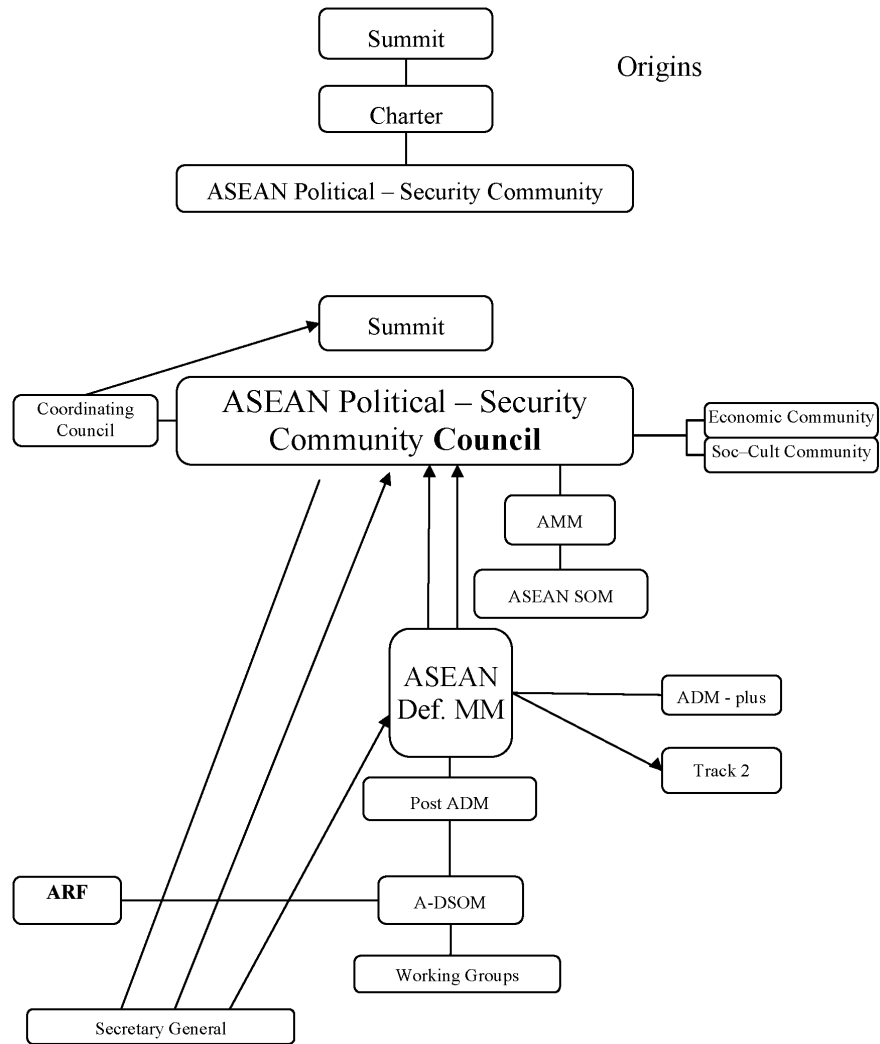 Summit
Origins
Charter
ASEAN Political – Security Community
Summit
Coordinating
Council
ASEAN Political – Security
Community Council
Economic Community
Soc–Cult Community
AMM
ASEAN SOM
ASEAN
Def. MM
ADM - plus
Track 2
Post ADM
ARF
A-DSOM
Working Groups
Secretary General